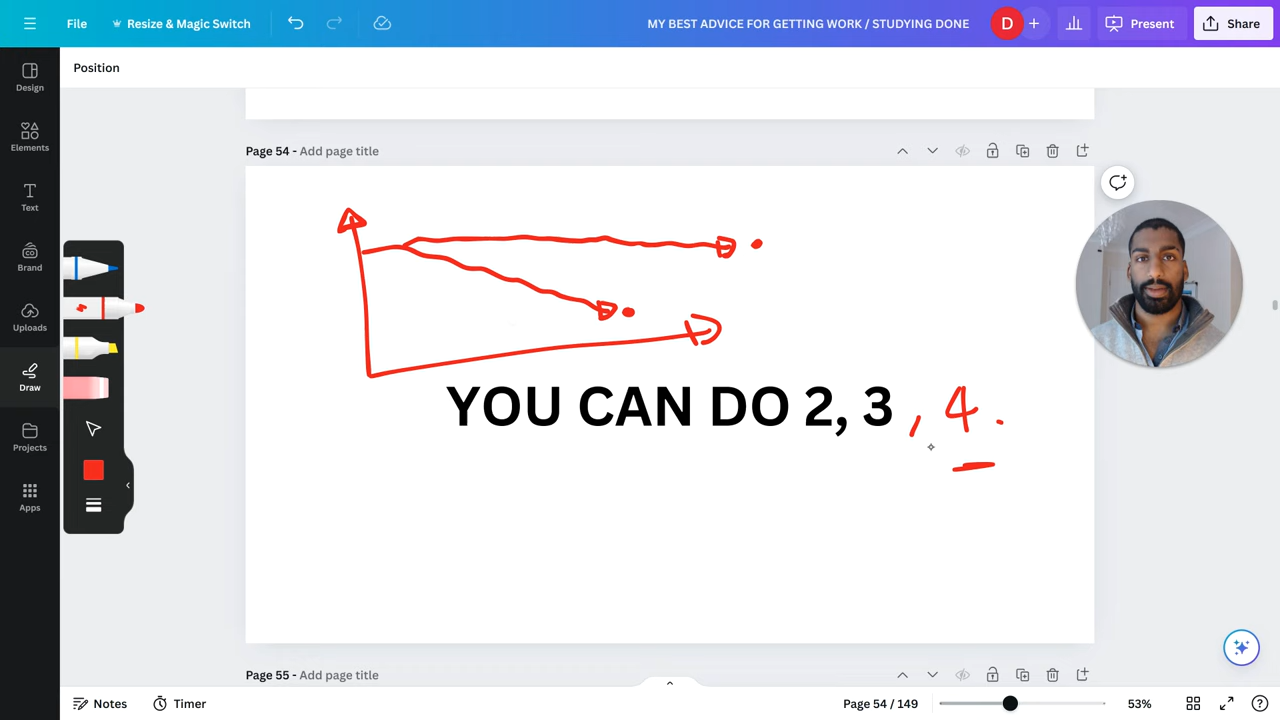 File
Resize & Magic Switch
MY BEST ADVICE FOR GETTING WORK / STUDYING DONE
D
Present
Share
Design
Elements
Text
Brand
Uploads
Draw
Projects
Apps
Position
Page 54 - Add page title
YOU CAN DO 2, 3 , 4 .
Page 55 - Add page title
Notes
Timer
Page 54 / 149
53%